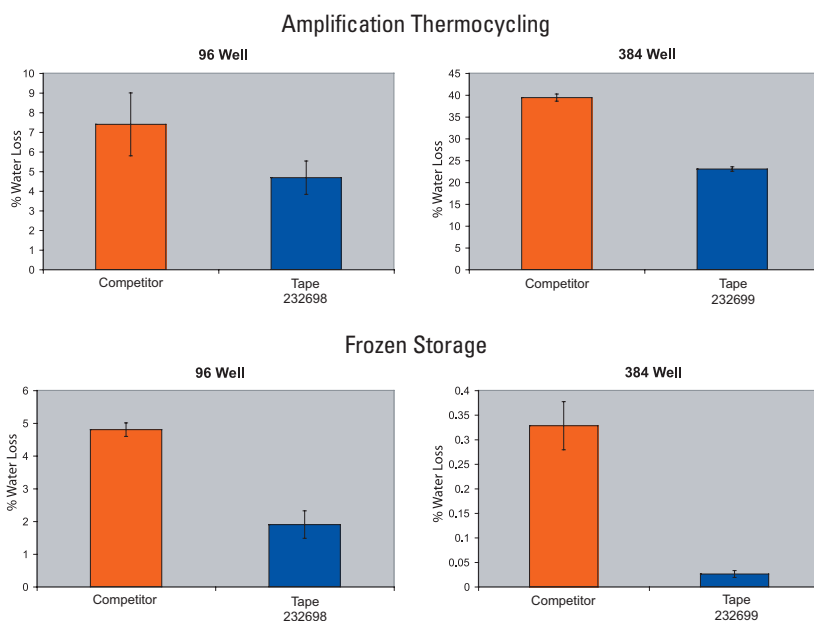 Amplification Thermocycling
96 Well
% Water Loss
10
9
8
7
6
5
4
3
2
1
0
Competitor
Tape
232698
384 Well
% Water Loss
45
40
35
30
25
20
15
10
5
0
Competitor
Tape
232699
Frozen Storage
96 Well
% Water Loss
6
5
4
3
2
1
0
Competitor
Tape
232698
384 Well
% Water Loss
0.4
0.35
0.3
0.25
0.2
0.15
0.1
0.05
0
Competitor
Tape
232699